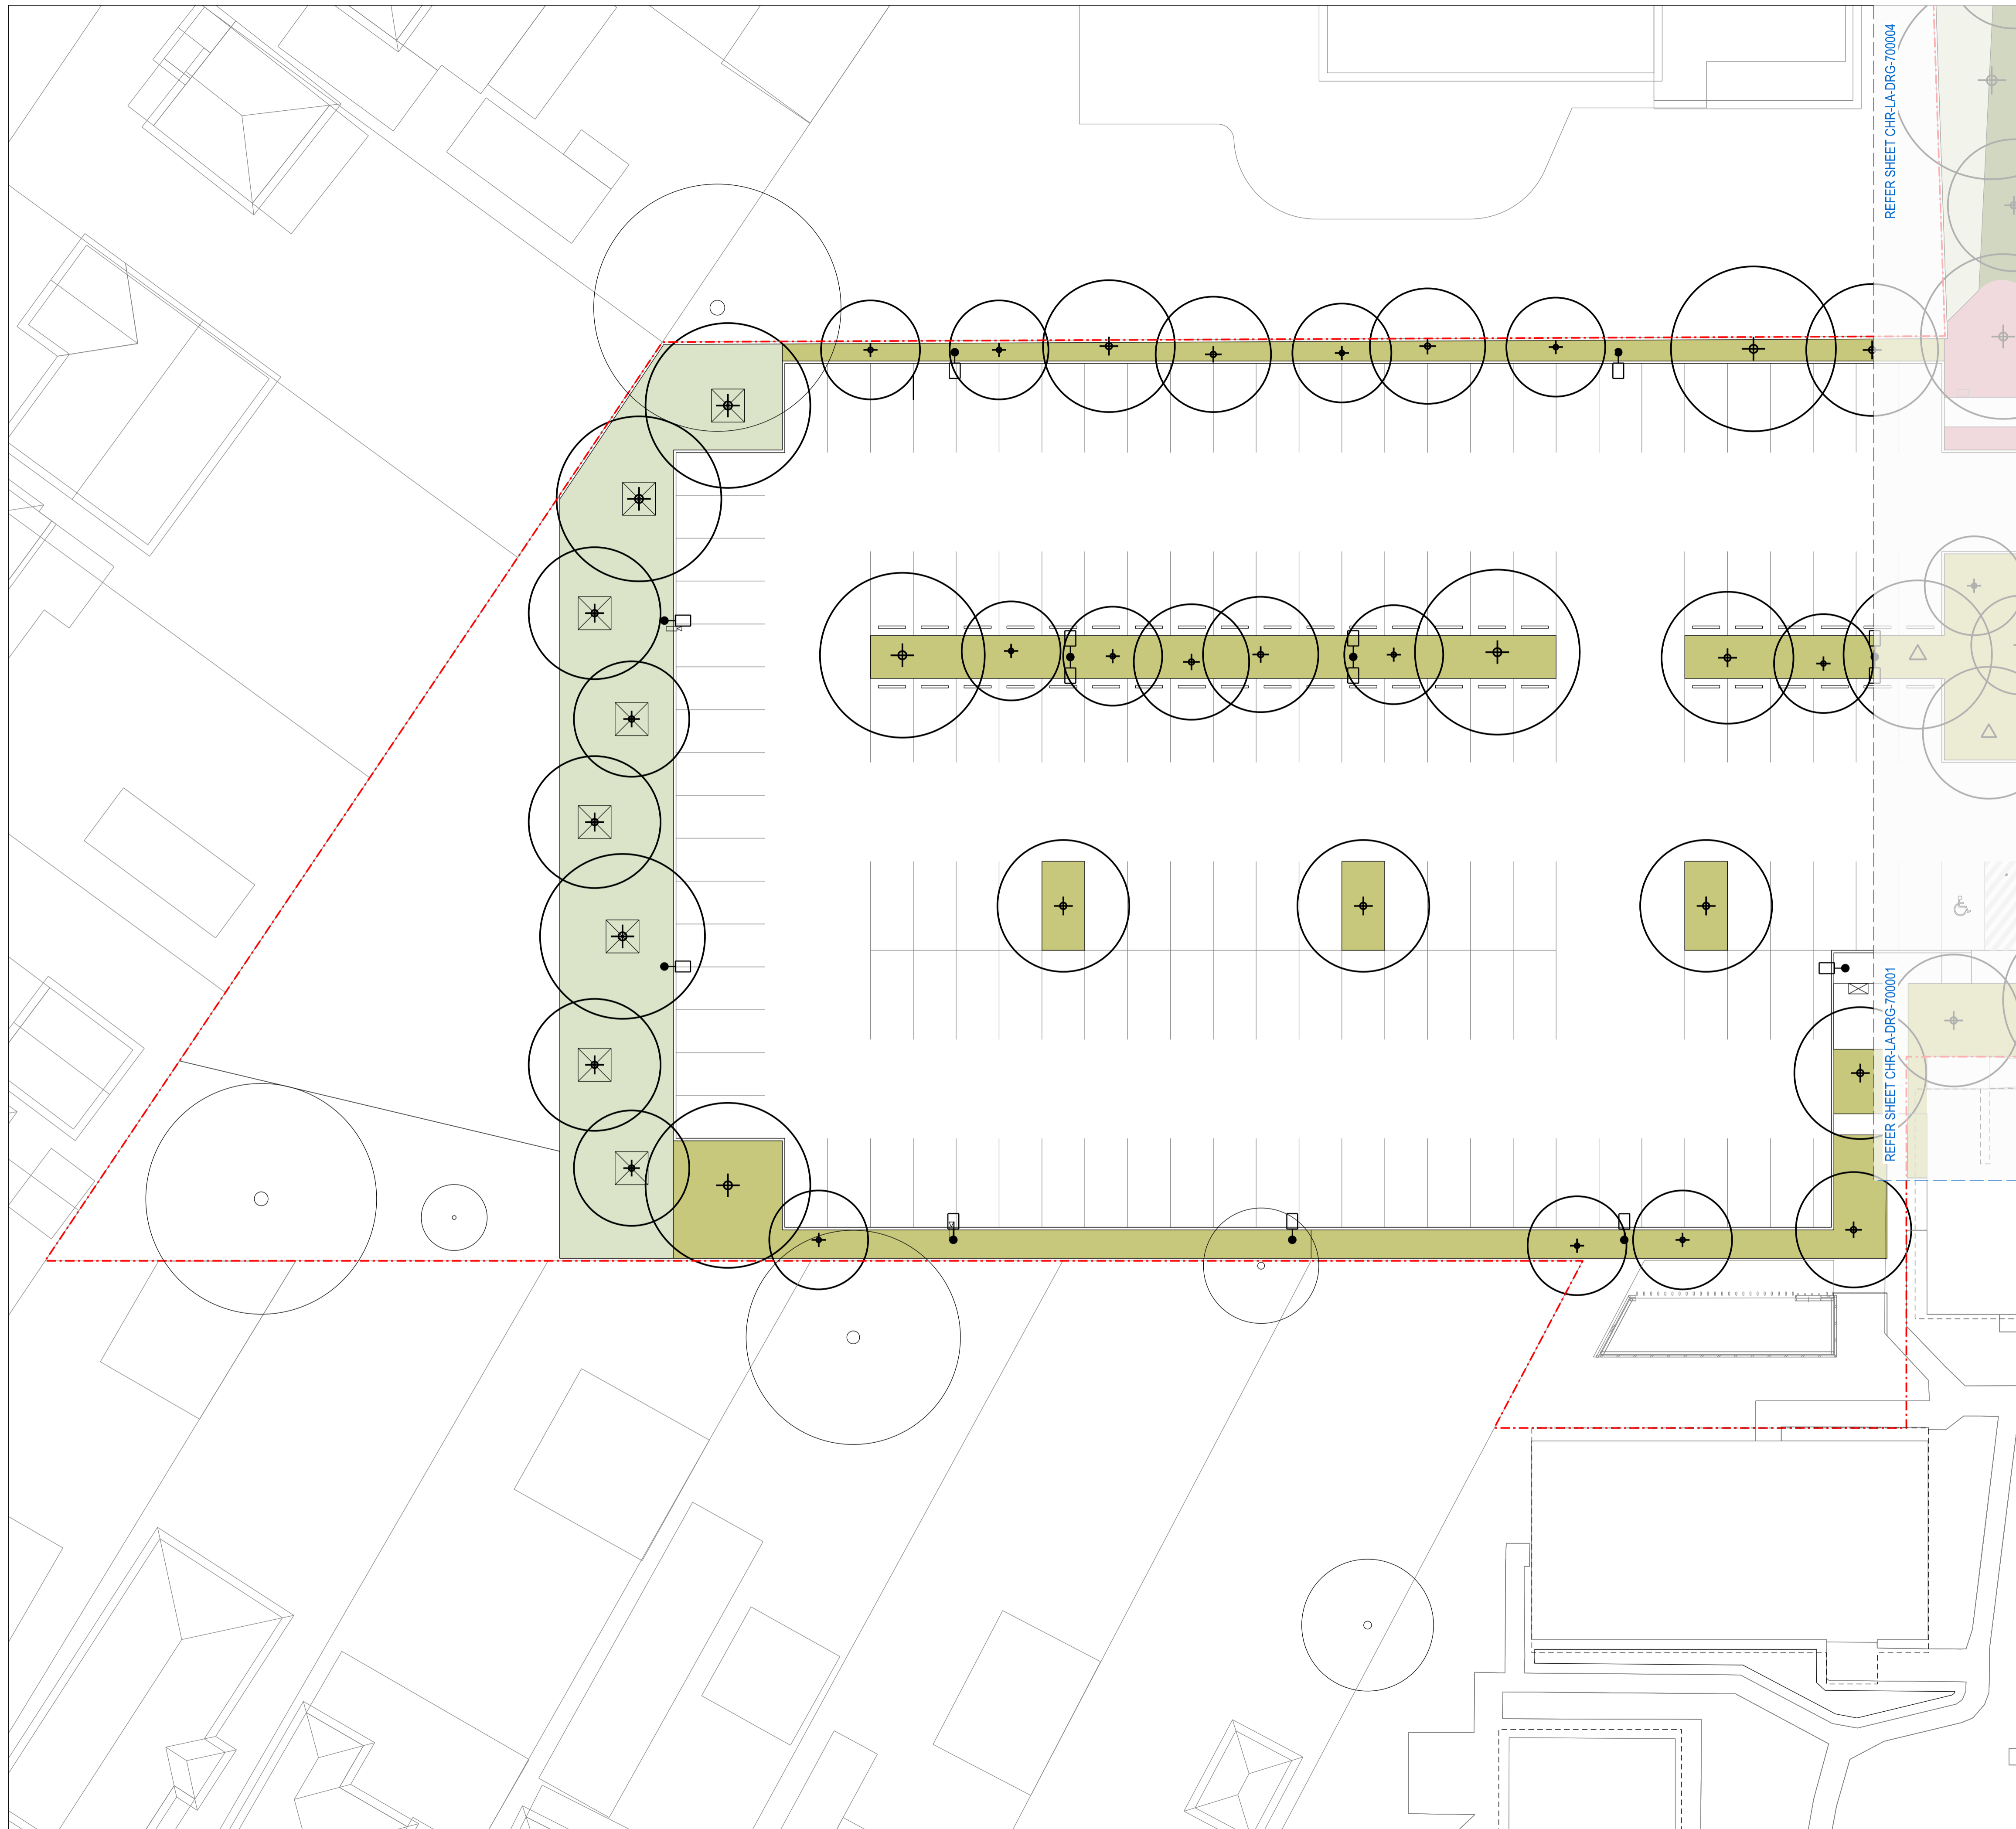 REFER SHEET CHR-LA-DRG-700004
REFER SHEET CHR-LA-DRG-700001